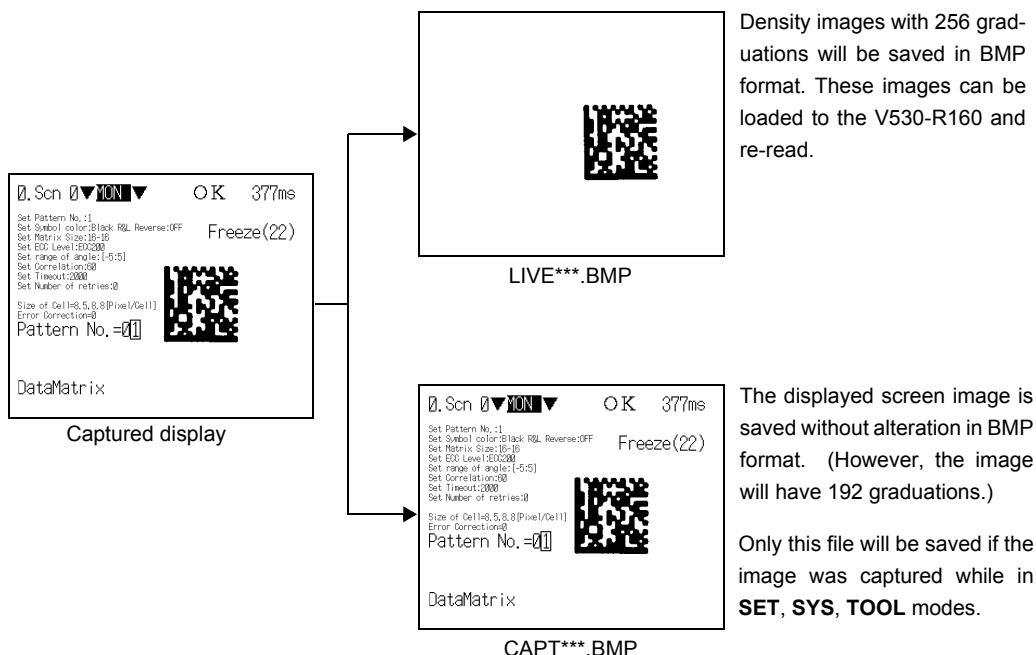 Density images with 256 grad-
uations will be saved in BMP
format. These images can be
loaded to the V530-R160 and
re-read.
LIVE***.BMP
0.Scn 0▼MON ▼ OK 377ms
Set Pattern No.:1
Set Symbol color:Black R&L Reverse:OFF
Freeze(22)
Set Matrix Size:16-16
Set ECC Level:ECC200
Set range of angle:[-5:5]
Set Correlation:60
Set Timeout:2000
Set Number of retries:0
Size of Cell=8.5,8.8[Pixel/Cell]
Error Correction=0
Pattern No.=01
DataMatrix
Captured display
0.Scn 0▼MON ▼ OK 377ms
Set Pattern No.:1
Set Symbol color:Black R&L Reverse:OFF
Freeze(22)
Set Matrix Size:16-16
Set ECC Level:ECC200
Set range of angle:[-5:5]
Set Correlation:60
Set Timeout:2000
Set Number of retries:0
Size of Cell=8.5,8.8[Pixel/Cell]
Error Correction=0
Pattern No.=01
DataMatrix
CAPT***.BMP
The displayed screen image is
saved without alteration in BMP
format. (However, the image
will have 192 graduations.)
Only this file will be saved if the
image was captured while in
SET, SYS, TOOL modes.